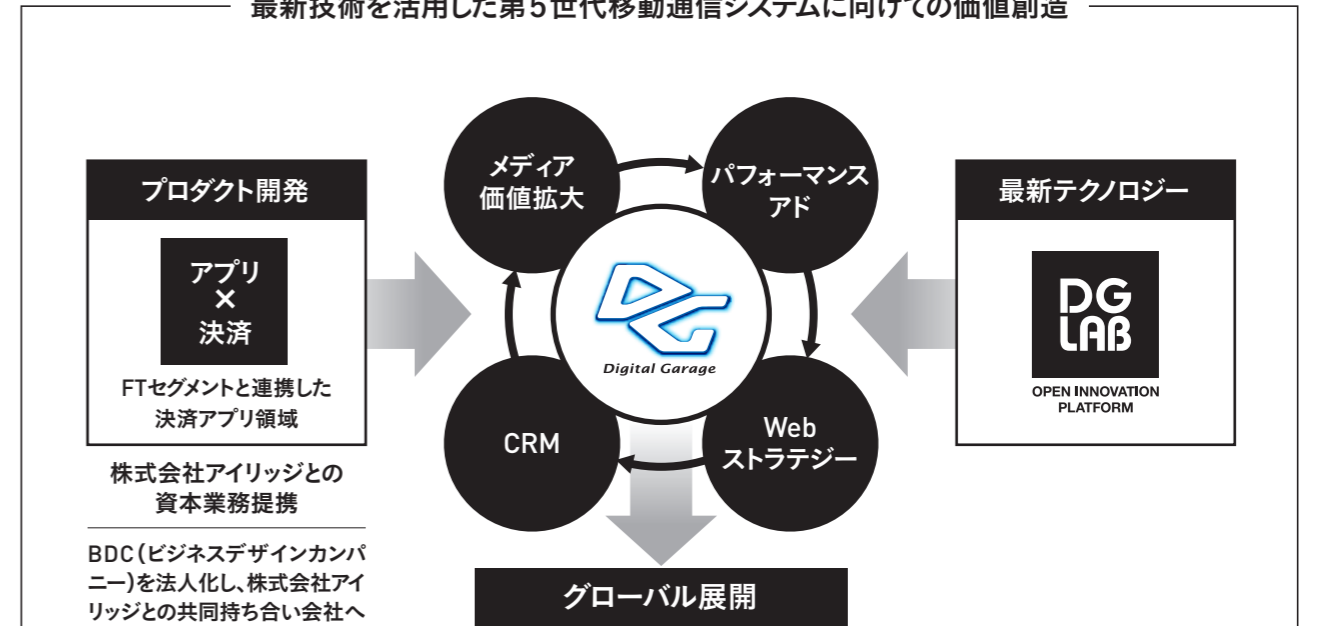 最新技術を活用した第5世代移動通信システムに向けての価値創造
プロダクト開発
アプリ
×
決済
FTセグメントと連携した
決済アプリ領域
株式会社アイリッジとの
資本業務提携
BDC(ビジネスデザインカンパ
ニー)を法人化し、株式会社アイ
リッジとの共同持ち合い会社へ
メディア
価値拡大
パフォーマンス
アド
DG
Digital Garage
CRM
Web
ストラテジー
グローバル展開
最新テクノロジー
DG
LAB
OPEN INNOVATION
PLATFORM